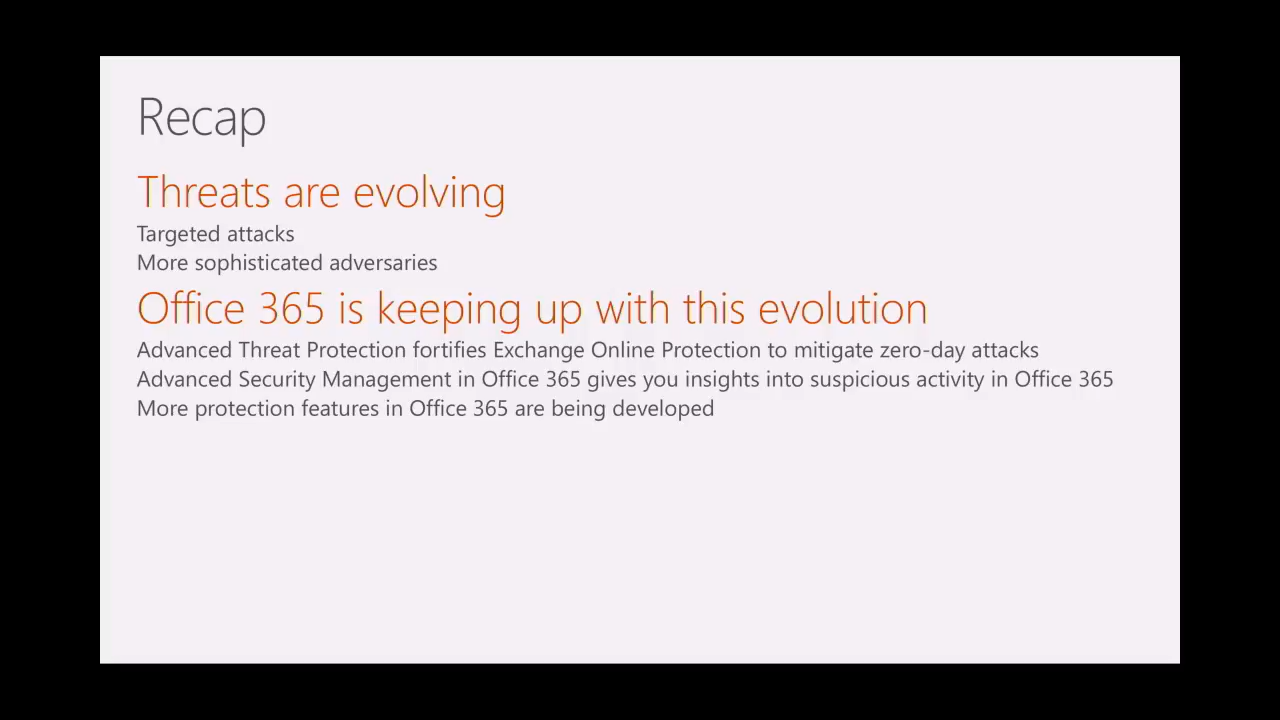 Recap
Threats are evolving
Targeted attacks
More sophisticated adversaries
Office 365 is keeping up with this evolution
Advanced Threat Protection fortifies Exchange Online Protection to mitigate zero-day attacks
Advanced Security Management in Office 365 gives you insights into suspicious activity in Office 365
More protection features in Office 365 are being developed